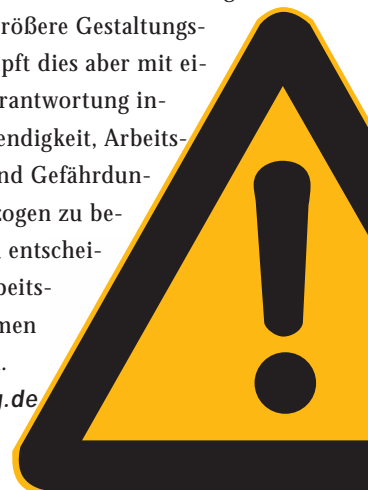 rößere Gestaltungs-
pft dies aber mit ei-
rantwortung in-
endigkeit, Arbeits-
nd Gefährdun-
ogen zu be-
entschei-
beits-
men
g.de